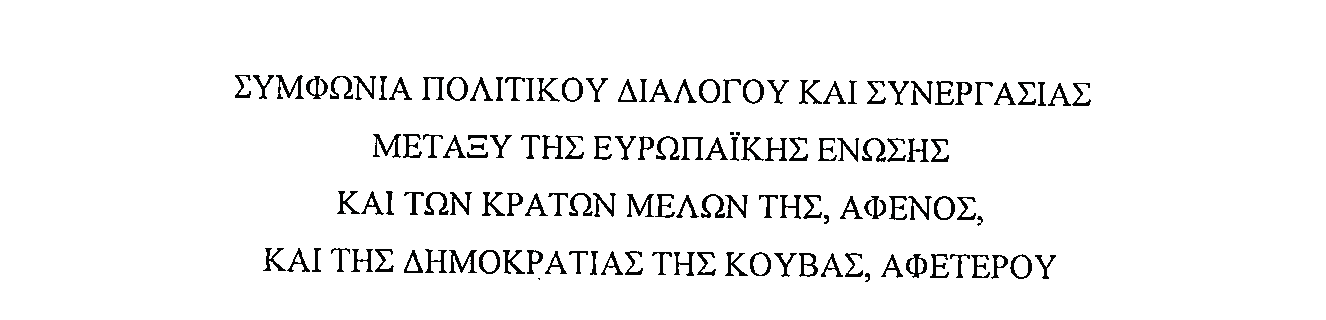 ΣΥΜΦΩΝΙΑ ΠΟΛΙΤΙΚΟΥ ΔΙΑΛΟΓΟΥ ΚΑΙ ΣΥΝΕΡΓΑΣΙΑΣ
ΜΕΤΑΞΥ ΤΗΣ ΕΥΡΩΠΑΪΚΗΣ ΕΝΩΣΗΣ
ΚΑΙ ΤΩΝ ΚΡΑΤΩΝ ΜΕΛΩΝ ΤΗΣ, ΑΦΕΝΟΣ,
ΚΑΙ ΤΗΣ ΔΗΜΟΚΡΑΤΙΑΣ ΤΗΣ ΚΟΥΒΑΣ, ΑΦΕΤΕΡΟΥ